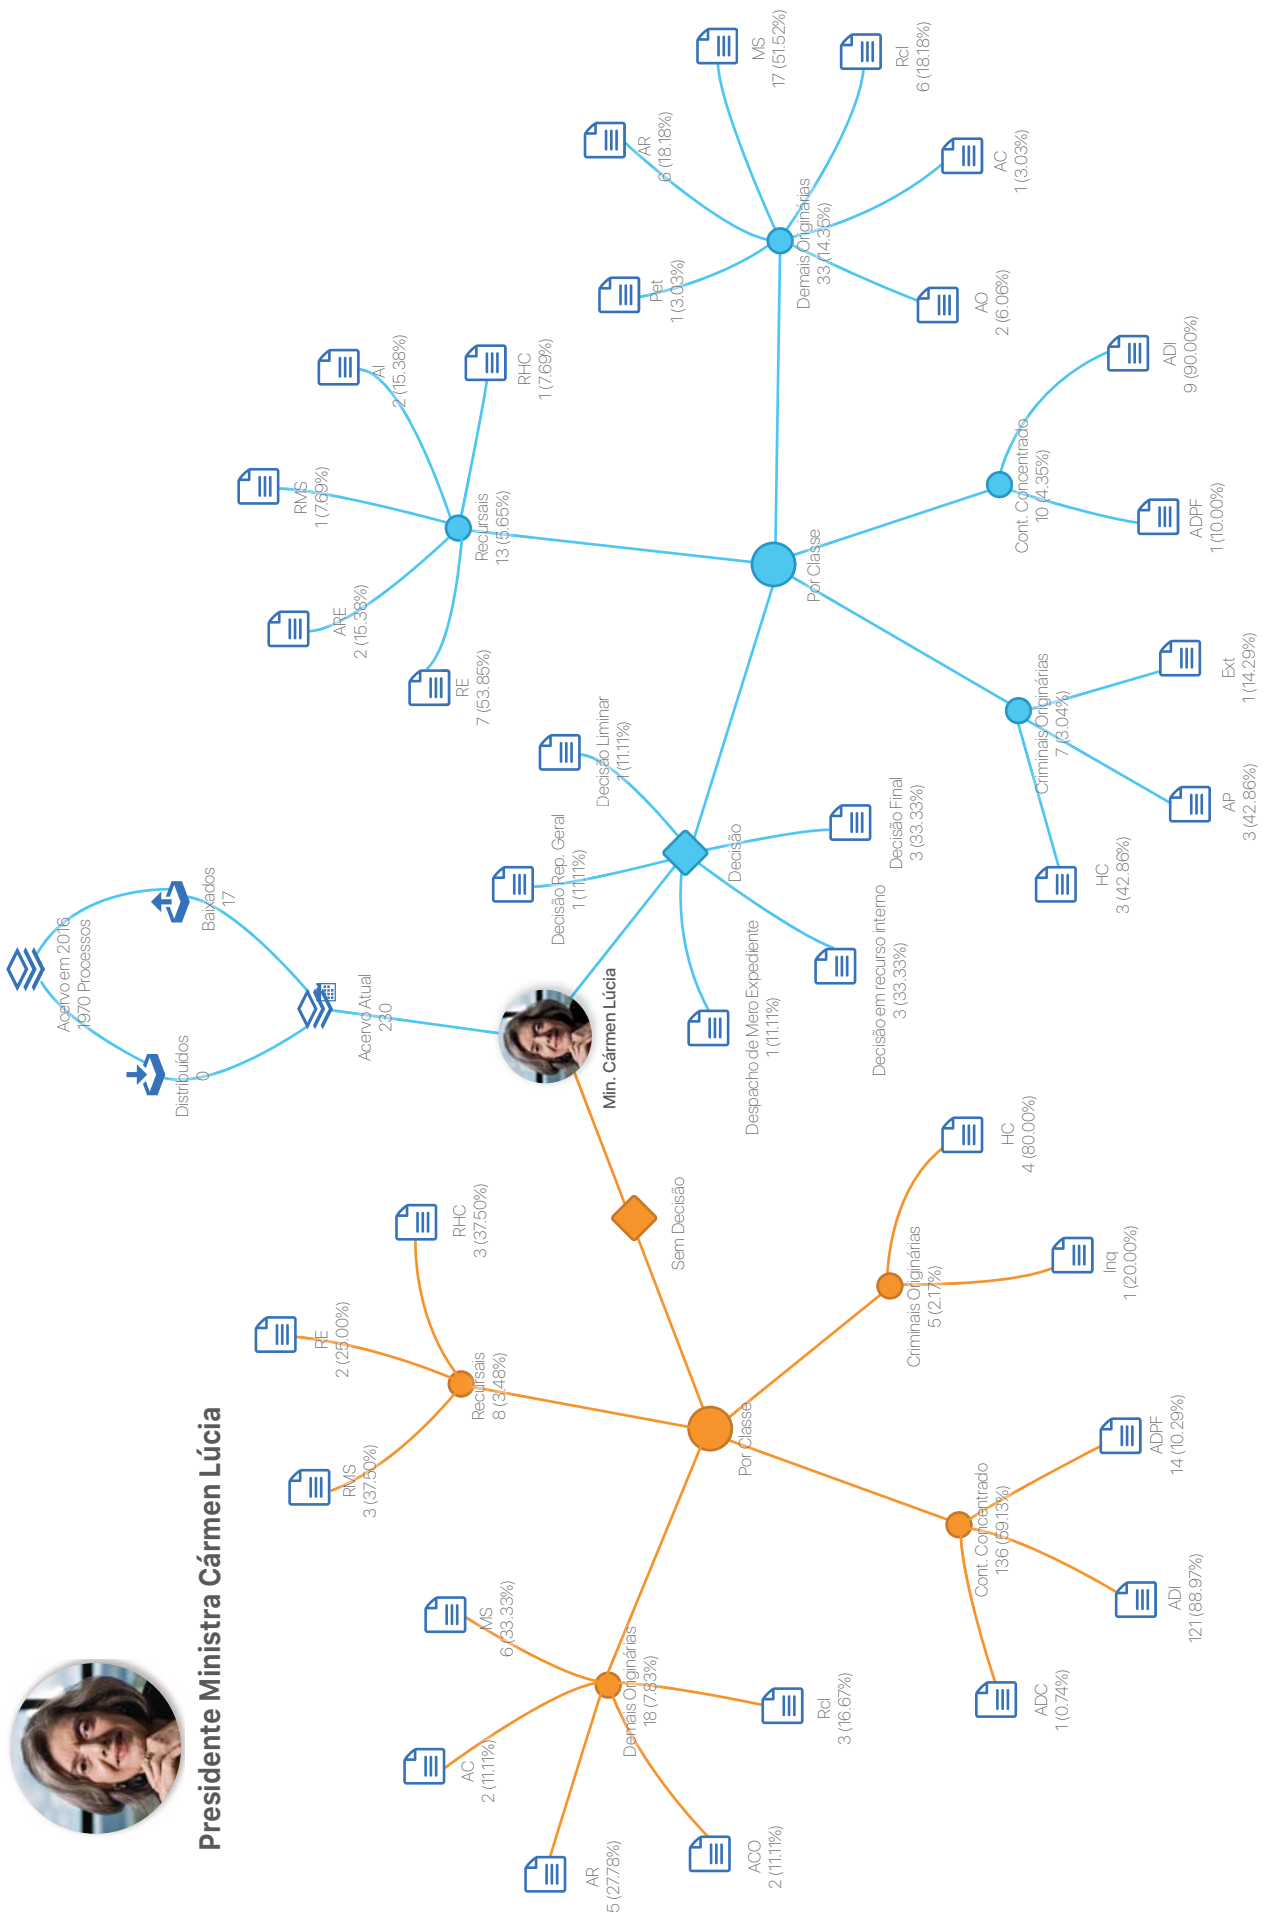 Presidente Ministra Cármen Lúcia
Acervo em 2016
1970 Processos
Distribuídos
0
Baixados
17
Acervo Atual
230
Min. Cármen Lúcia
Sem Decisão
Por Classe
Recursais
8 (3.48%)
RMS
3 (37.50%)
RE
2 (25.00%)
RHC
3 (37.50%)
Demais Originárias
18 (7.83%)
MS
6 (33.33%)
AC
2 (11.11%)
AR
5 (27.78%)
ACO
2 (11.11%)
Rcl
3 (16.67%)
Cont. Concentrado
136 (59.13%)
ADC
1 (0.74%)
ADI
121 (88.97%)
ADPF
14 (10.29%)
Criminais Originárias
5 (2.17%)
HC
4 (80.00%)
Inq
1 (20.00%)
Decisão
Decisão Rep. Geral
1 (11.11%)
Decisão Liminar
1 (11.11%)
Despacho de Mero Expediente
1 (11.11%)
Decisão em recurso interno
3 (33.33%)
Decisão Final
3 (33.33%)
Por Classe
Recursais
13 (5.65%)
RE
7 (53.85%)
ARE
2 (15.38%)
RMS
1 (7.69%)
AI
2 (15.38%)
RHC
1 (7.69%)
Demais Originárias
33 (14.35%)
Pet
1 (3.03%)
AR
6 (18.18%)
MS
17 (51.52%)
Rcl
6 (18.18%)
AC
1 (3.03%)
AO
2 (6.06%)
Cont. Concentrado
10 (4.35%)
ADI
9 (90.00%)
ADPF
1 (10.00%)
Criminais Originárias
7 (3.04%)
HC
3 (42.86%)
AP
3 (42.86%)
Ext
1 (14.29%)